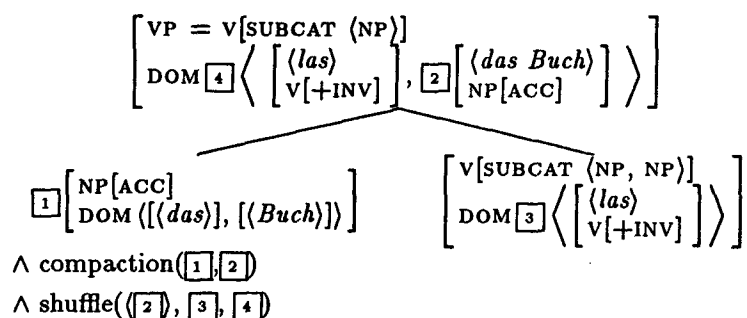 VP = V[SUBCAT ⟨NP⟩]
DOM [4] ⟨ [⟨las⟩ V[+INV]], [2] [⟨das Buch⟩ NP[ACC]] ⟩
[1] [NP[ACC] DOM ⟨[⟨das⟩], [⟨Buch⟩]⟩]
[V[SUBCAT ⟨NP, NP⟩] DOM [3] ⟨ [⟨las⟩ V[+INV]] ⟩]
∧ compaction([1],[2])
∧ shuffle(⟨[2]⟩, [3], [4])